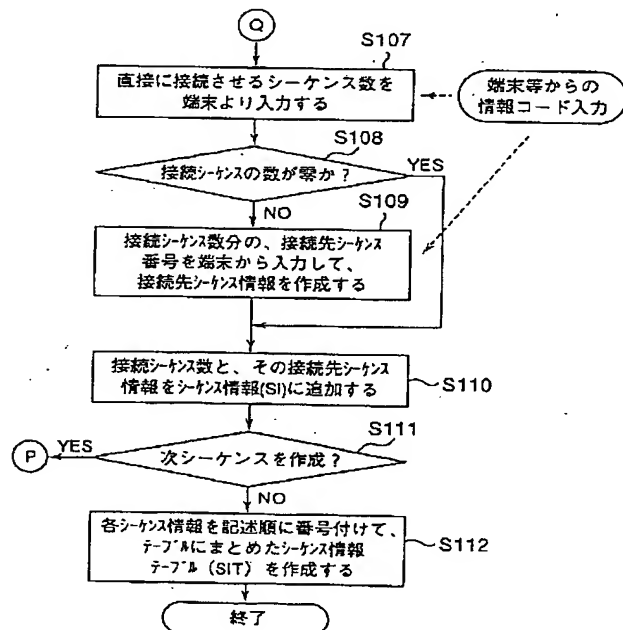 Q
S107
直接に接続させるシーケンス数を
端末より入力する
端末等からの
情報コード入力
S108
接続ｼｰｹﾝｽの数が零か？
YES
NO
S109
接続ｼｰｹﾝｽ数分の、接続先ｼｰｹﾝｽ
番号を端末から入力して、
接続先ｼｰｹﾝｽ情報を作成する
接続ｼｰｹﾝｽ数と、その接続先ｼｰｹﾝｽ
情報をｼｰｹﾝｽ情報(SI)に追加する
S110
S111
P
YES
次シーケンスを作成？
NO
各ｼｰｹﾝｽ情報を記述順に番号付けて、
ﾃｰﾌﾞﾙにまとめたｼｰｹﾝｽ情報
ﾃｰﾌﾞﾙ（SIT）を作成する
S112
終了